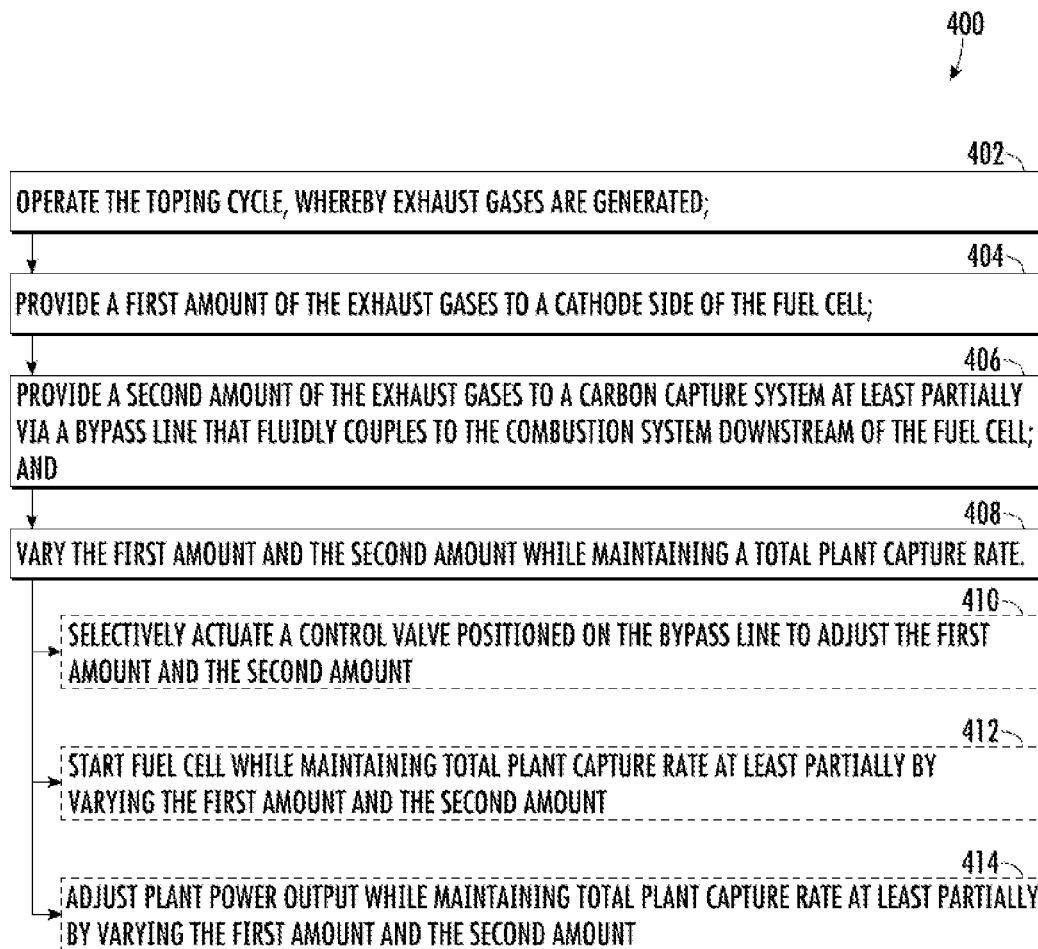 400
402
OPERATE THE TOPING CYCLE, WHEREBY EXHAUST GASES ARE GENERATED;
404
PROVIDE A FIRST AMOUNT OF THE EXHAUST GASES TO A CATHODE SIDE OF THE FUEL CELL;
406
PROVIDE A SECOND AMOUNT OF THE EXHAUST GASES TO A CARBON CAPTURE SYSTEM AT LEAST PARTIALLY
VIA A BYPASS LINE THAT FLUIDLY COUPLES TO THE COMBUSTION SYSTEM DOWNSTREAM OF THE FUEL CELL;
AND
408
VARY THE FIRST AMOUNT AND THE SECOND AMOUNT WHILE MAINTAINING A TOTAL PLANT CAPTURE RATE.
410
SELECTIVELY ACTUATE A CONTROL VALVE POSITIONED ON THE BYPASS LINE TO ADJUST THE FIRST
AMOUNT AND THE SECOND AMOUNT
412
START FUEL CELL WHILE MAINTAINING TOTAL PLANT CAPTURE RATE AT LEAST PARTIALLY BY
VARYING THE FIRST AMOUNT AND THE SECOND AMOUNT
414
ADJUST PLANT POWER OUTPUT WHILE MAINTAINING TOTAL PLANT CAPTURE RATE AT LEAST PARTIALLY
BY VARYING THE FIRST AMOUNT AND THE SECOND AMOUNT